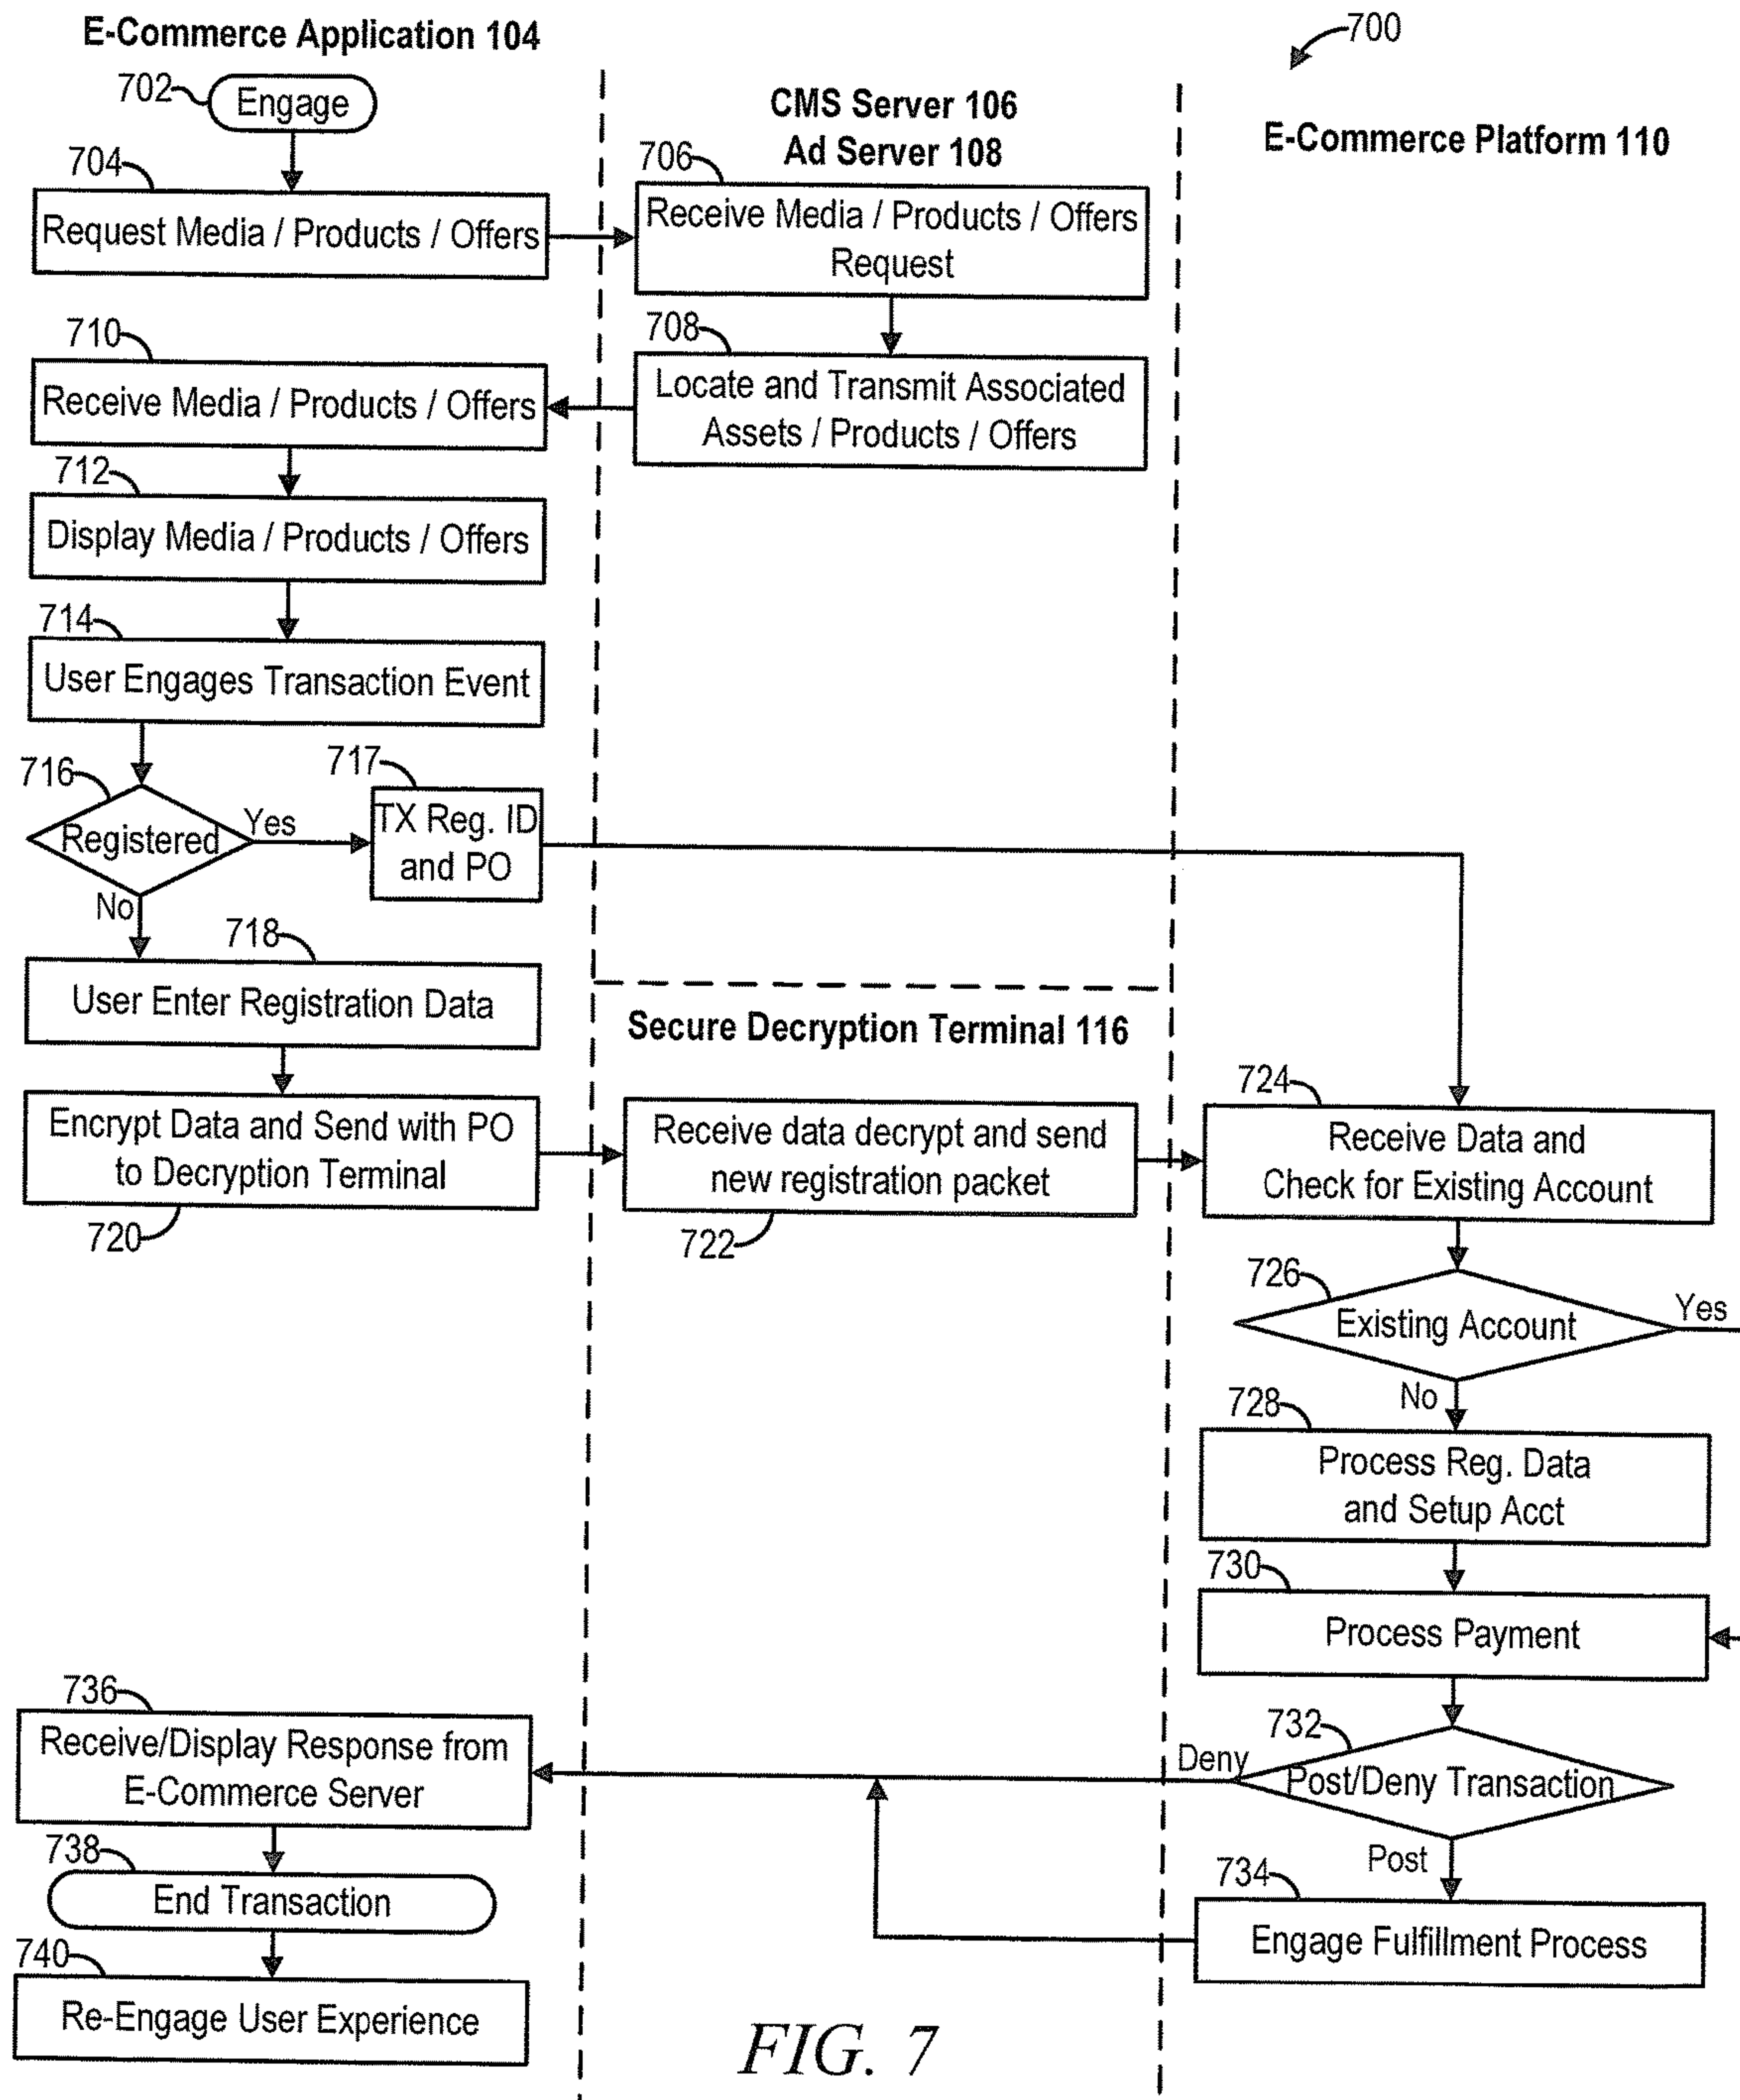 E-Commerce Application 104
700
702
Engage
CMS Server 106
Ad Server 108
E-Commerce Platform 110
704
Request Media / Products / Offers
706
Receive Media / Products / Offers
Request
710
Receive Media / Products / Offers
708
Locate and Transmit Associated
Assets / Products / Offers
712
Display Media / Products / Offers
714
User Engages Transaction Event
716
Registered
Yes
No
717
TX Reg. ID
and PO
718
User Enter Registration Data
Secure Decryption Terminal 116
Encrypt Data and Send with PO
to Decryption Terminal
720
Receive data decrypt and send
new registration packet
722
724
Receive Data and
Check for Existing Account
726
Existing Account
Yes
No
728
Process Reg. Data
and Setup Acct
730
Process Payment
732
Post/Deny Transaction
Deny
Post
734
Engage Fulfillment Process
736
Receive/Display Response from
E-Commerce Server
738
End Transaction
740
Re-Engage User Experience
FIG. 7